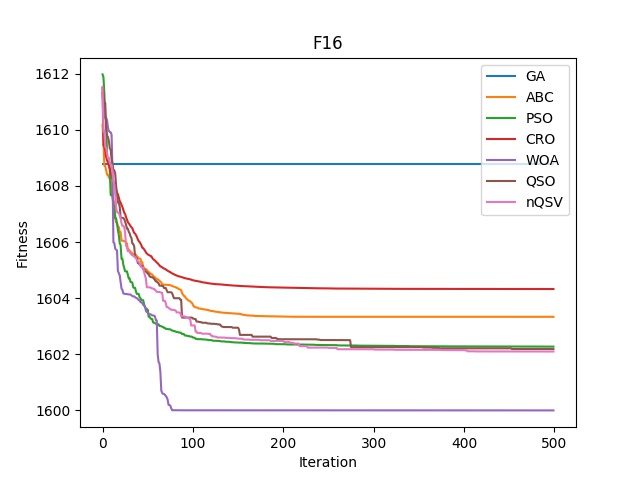 F16
1612
1610
1608
1606
1604
1602
1600
Fitness
0 100 200 300 400 500
Iteration
GA
ABC
PSO
CRO
WOA
QSO
nQSV